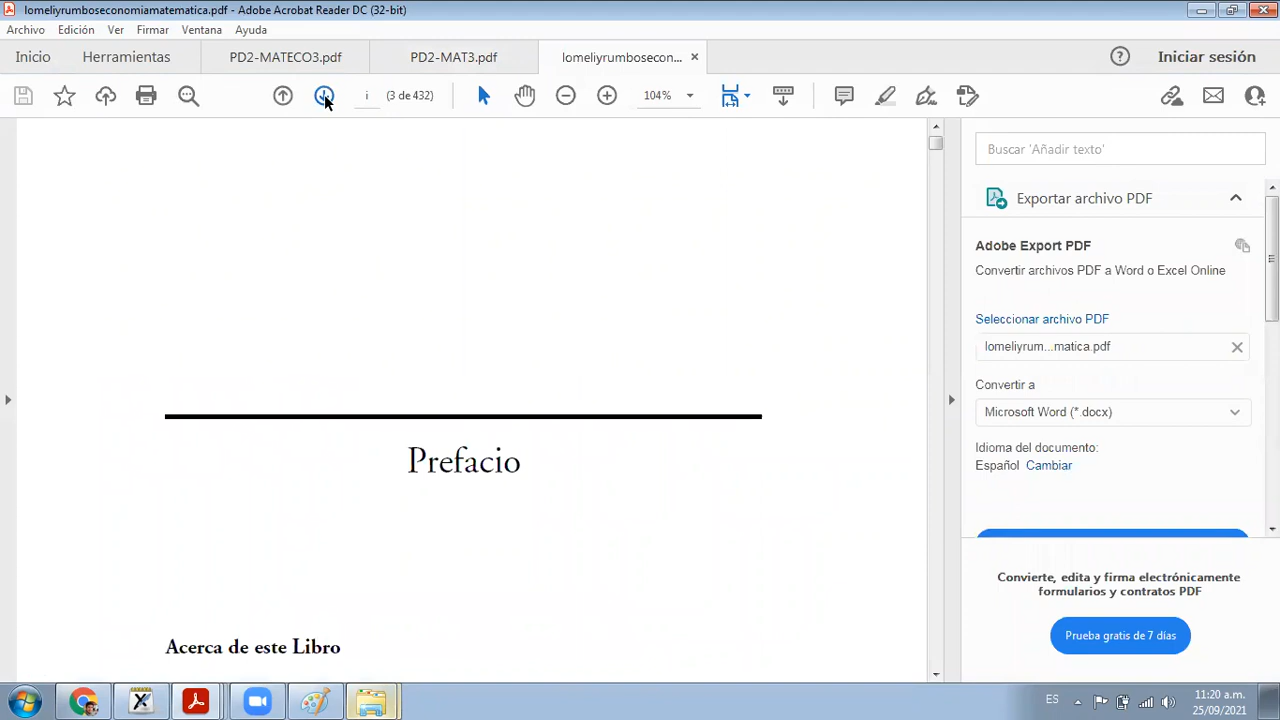 lomeliyrumboseconomiamatematica.pdf - Adobe Acrobat Reader DC (32-bit)
Archivo Edición Ver Firmar Ventana Ayuda
Inicio Herramientas PD2-MATECO3.pdf PD2-MAT3.pdf lomeliyrumbosecon... Iniciar sesión
i (3 de 432) 104%
Buscar 'Añadir texto'
Exportar archivo PDF
Adobe Export PDF
Convertir archivos PDF a Word o Excel Online
Seleccionar archivo PDF
lomeliyrum...matica.pdf
Convertir a
Microsoft Word (*.docx)
Idioma del documento:
Español Cambiar
Prefacio
Acerca de este Libro
Convierte, edita y firma electrónicamente
formularios y contratos PDF
Prueba gratis de 7 días
ES
11:20 a.m.
25/09/2021